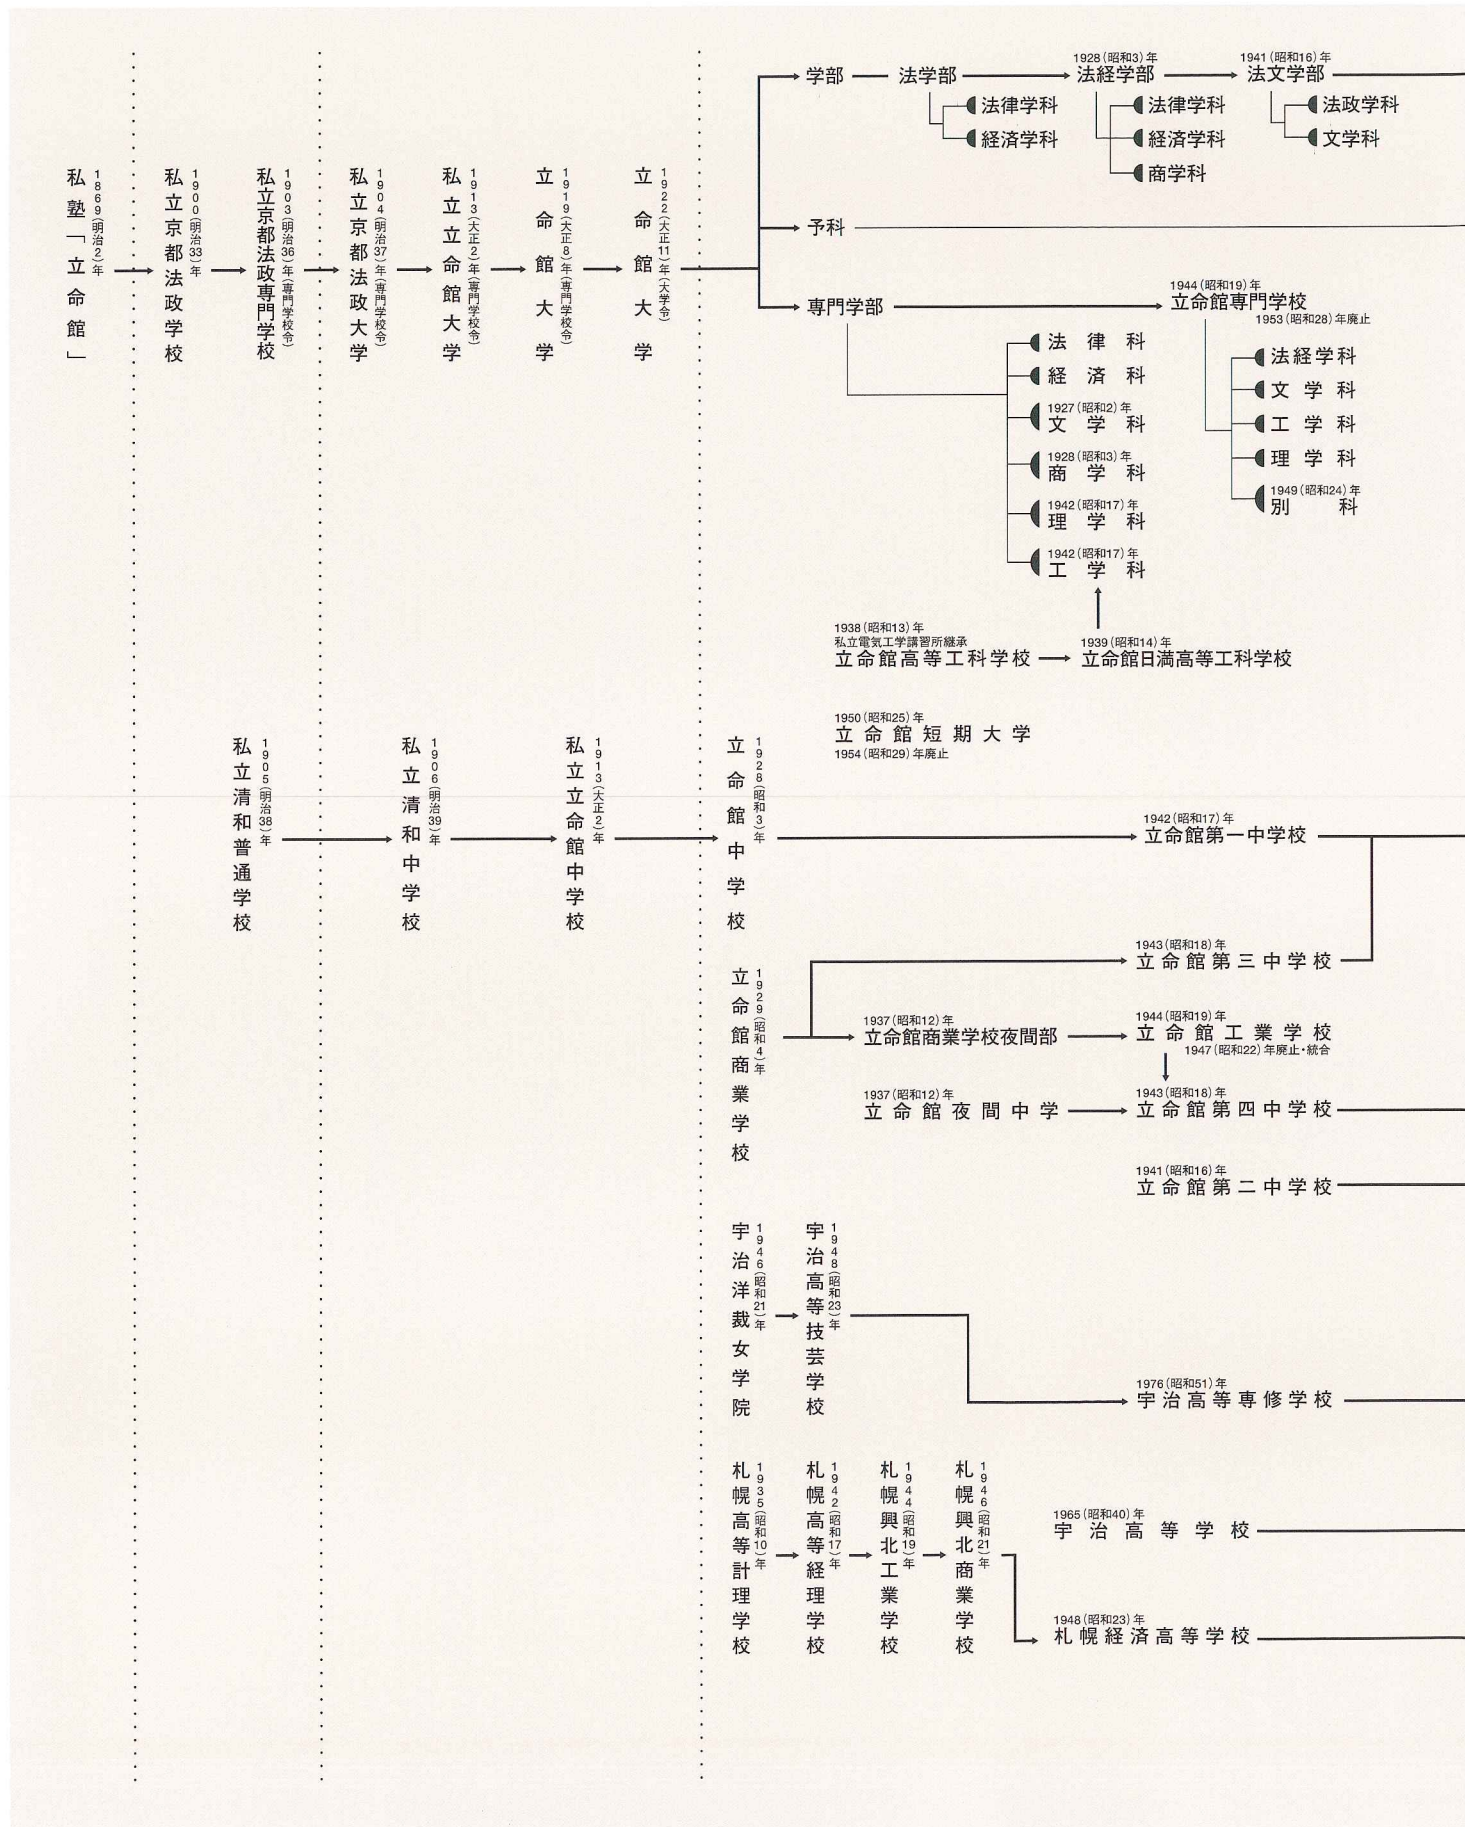 1869（明治2）年
私塾「立命館」
1900（明治33）年
私立京都法政学校
1903（明治36）年（専門学校令）
私立京都法政専門学校
1904（明治37）年（専門学校令）
私立京都法政大学
1913（大正2）年（専門学校令）
私立立命館大学
1919（大正8）年（専門学校令）
立命館大学
1922（大正11）年（大学令）
立命館大学
学部
法学部
法律学科
経済学科
1928（昭和3）年
法経学部
法律学科
経済学科
商学科
1941（昭和16）年
法文学部
法政学科
文学科
予科
専門学部
法律科
経済科
1927（昭和2）年
文学科
1928（昭和3）年
商学科
1942（昭和17）年
理学科
1942（昭和17）年
工学科
1944（昭和19）年
立命館専門学校
1953（昭和28）年廃止
法経学科
文学科
工学科
理学科
1949（昭和24）年
別科
1938（昭和13）年
私立電気工学講習所継承
立命館高等工科学校
1939（昭和14）年
立命館日満高等工科学校
1950（昭和25）年
立命館短期大学
1954（昭和29）年廃止
1905（明治38）年
私立清和普通学校
1906（明治39）年
私立清和中学校
1913（大正2）年
私立立命館中学校
1928（昭和3）年
立命館中学校
1942（昭和17）年
立命館第一中学校
1943（昭和18）年
立命館第三中学校
1929（昭和4）年
立命館商業学校
1937（昭和12）年
立命館商業学校夜間部
1944（昭和19）年
立命館工業学校
1947（昭和22）年廃止・統合
1937（昭和12）年
立命館夜間中学
1943（昭和18）年
立命館第四中学校
1941（昭和16）年
立命館第二中学校
1946（昭和21）年
宇治洋裁女学院
1948（昭和23）年
宇治高等技芸学校
1976（昭和51）年
宇治高等専修学校
1935（昭和10）年
札幌高等計理学校
1942（昭和17）年
札幌高等経理学校
1944（昭和19）年
札幌興北工業学校
1946（昭和21）年
札幌興北商業学校
1965（昭和40）年
宇治高等学校
1948（昭和23）年
札幌経済高等学校